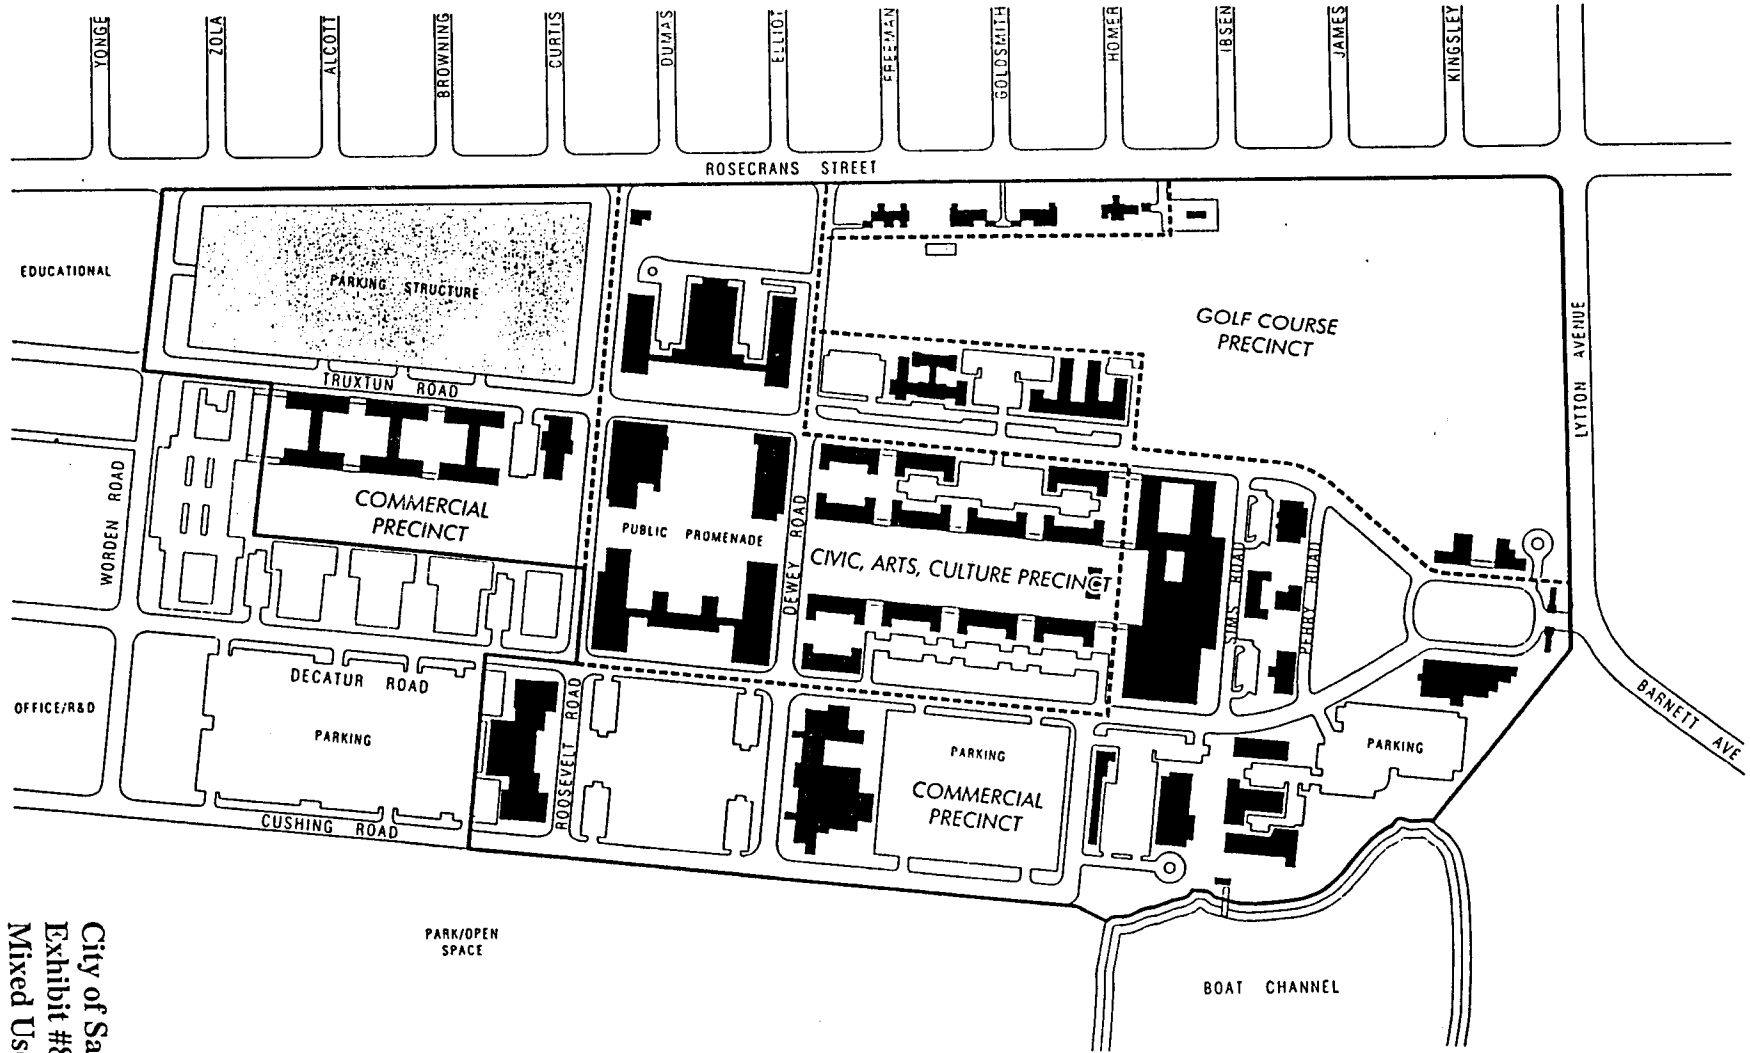 YONGE
ZOLA
ALCOTT
BROWNING
CURTIS
DUMAS
ELLIOT
FREEMAN
GOLDSMITH
HOMER
IBSEN
JAMES
KINGSLEY
ROSECRANS STREET
EDUCATIONAL
PARKING STRUCTURE
GOLF COURSE
PRECINCT
LYTTON AVENUE
TRUXTUN ROAD
WORDEN ROAD
COMMERCIAL
PRECINCT
PUBLIC PROMENADE
DEWEY ROAD
CIVIC, ARTS, CULTURE PRECINCT
SIMS ROAD
PERRY ROAD
DECATUR ROAD
OFFICE/R&D
PARKING
ROOSEVELT ROAD
PARKING
COMMERCIAL
PRECINCT
PARKING
BARNETT AVE
CUSHING ROAD
PARK/OPEN
SPACE
BOAT CHANNEL
City of Sa
Exhibit #8
Mixed Us